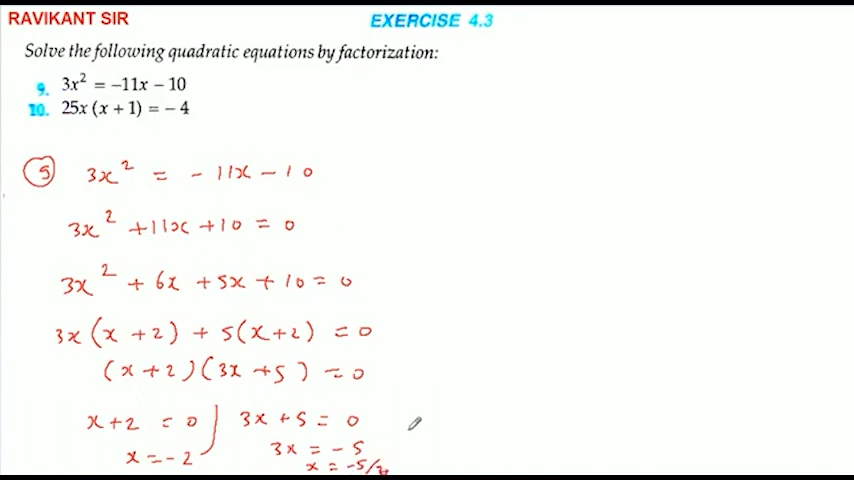 RAVIKANT SIR
EXERCISE 4.3
Solve the following quadratic equations by factorization:
9. 3x² = –11x – 10
10. 25x (x + 1) = – 4
9 3x² = - 11x - 10
3x² + 11x + 10 = 0
3x² + 6x + 5x + 10 = 0
3x(x + 2) + 5(x + 2) = 0
(x + 2)(3x + 5) = 0
x + 2 = 0 3x + 5 = 0
x = - 2 3x = - 5
x = -5/3